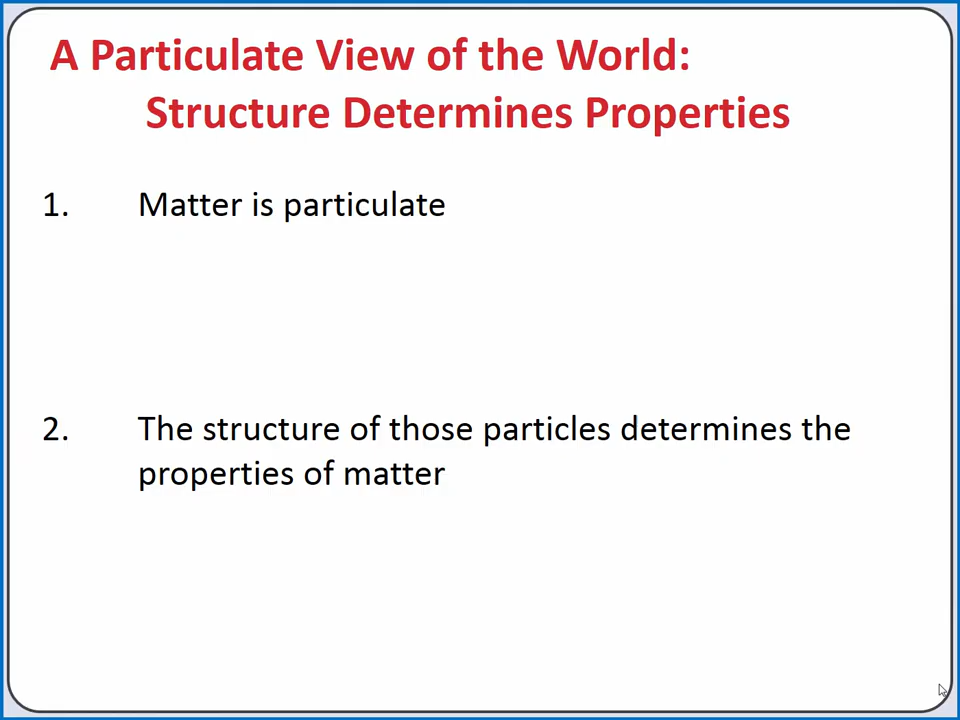 A Particulate View of the World:
Structure Determines Properties
1. Matter is particulate
2. The structure of those particles determines the
properties of matter